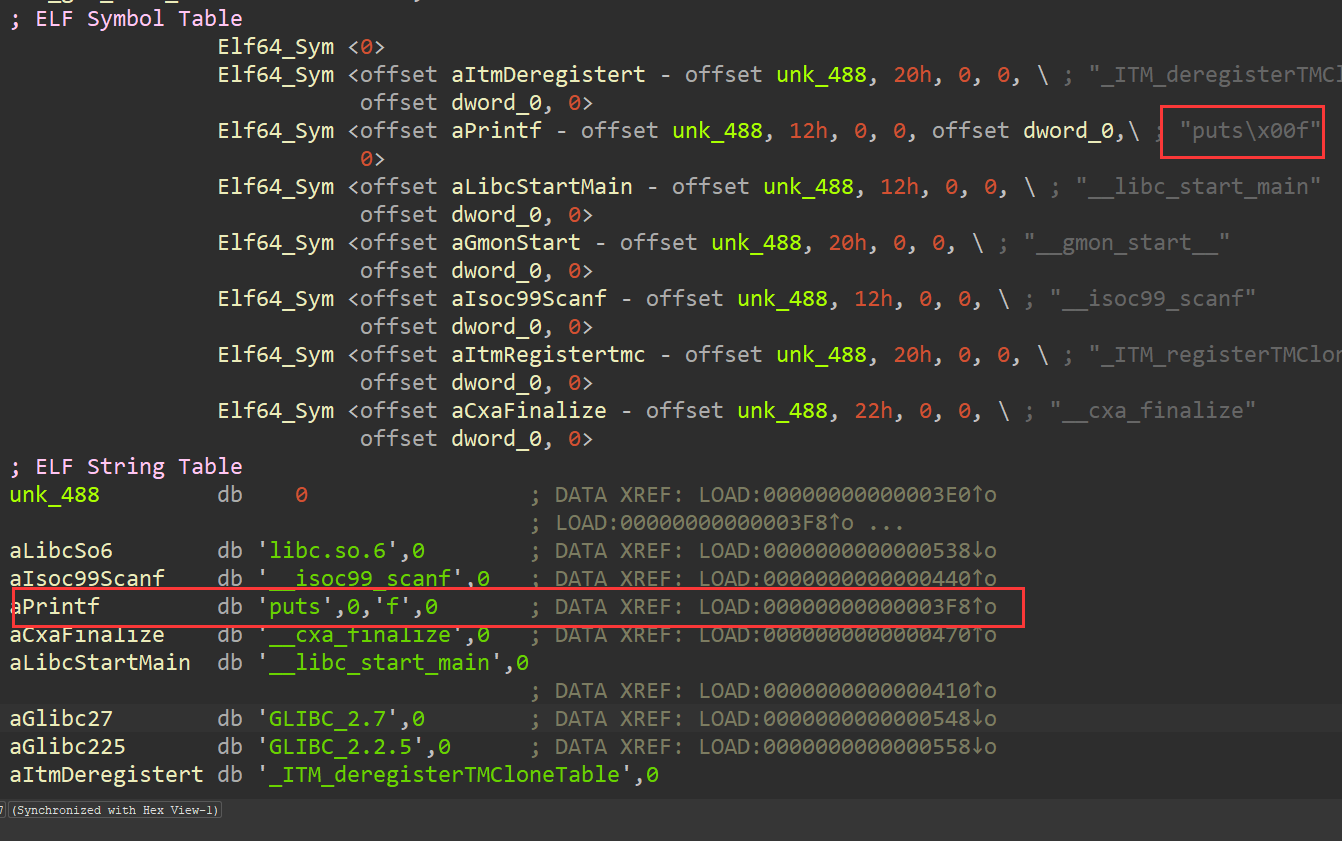 ; ELF Symbol Table
Elf64_Sym <0>
Elf64_Sym <offset aItmDeregistert - offset unk_488, 20h, 0, 0, \ ; "_ITM_deregisterTMCl
offset dword_0, 0>
Elf64_Sym <offset aPrintf - offset unk_488, 12h, 0, 0, offset dword_0,\ ; "puts\x00f"
0>
Elf64_Sym <offset aLibcStartMain - offset unk_488, 12h, 0, 0, \ ; "__libc_start_main"
offset dword_0, 0>
Elf64_Sym <offset aGmonStart - offset unk_488, 20h, 0, 0, \ ; "__gmon_start__"
offset dword_0, 0>
Elf64_Sym <offset aIsoc99Scanf - offset unk_488, 12h, 0, 0, \ ; "__isoc99_scanf"
offset dword_0, 0>
Elf64_Sym <offset aItmRegistertmc - offset unk_488, 20h, 0, 0, \ ; "_ITM_registerTMClon
offset dword_0, 0>
Elf64_Sym <offset aCxaFinalize - offset unk_488, 22h, 0, 0, \ ; "__cxa_finalize"
offset dword_0, 0>
; ELF String Table
unk_488 db 0 ; DATA XREF: LOAD:00000000000003E0↑o
; LOAD:00000000000003F8↑o ...
aLibcSo6 db 'libc.so.6',0 ; DATA XREF: LOAD:0000000000000538↓o
aIsoc99Scanf db '__isoc99_scanf',0 ; DATA XREF: LOAD:0000000000000440↑o
aPrintf db 'puts',0,'f',0 ; DATA XREF: LOAD:00000000000003F8↑o
aCxaFinalize db '__cxa_finalize',0 ; DATA XREF: LOAD:0000000000000470↑o
aLibcStartMain db '__libc_start_main',0
; DATA XREF: LOAD:0000000000000410↑o
aGlibc27 db 'GLIBC_2.7',0 ; DATA XREF: LOAD:0000000000000548↓o
aGlibc225 db 'GLIBC_2.2.5',0 ; DATA XREF: LOAD:0000000000000558↓o
aItmDeregistert db '_ITM_deregisterTMCloneTable',0
7 (Synchronized with Hex View-1)